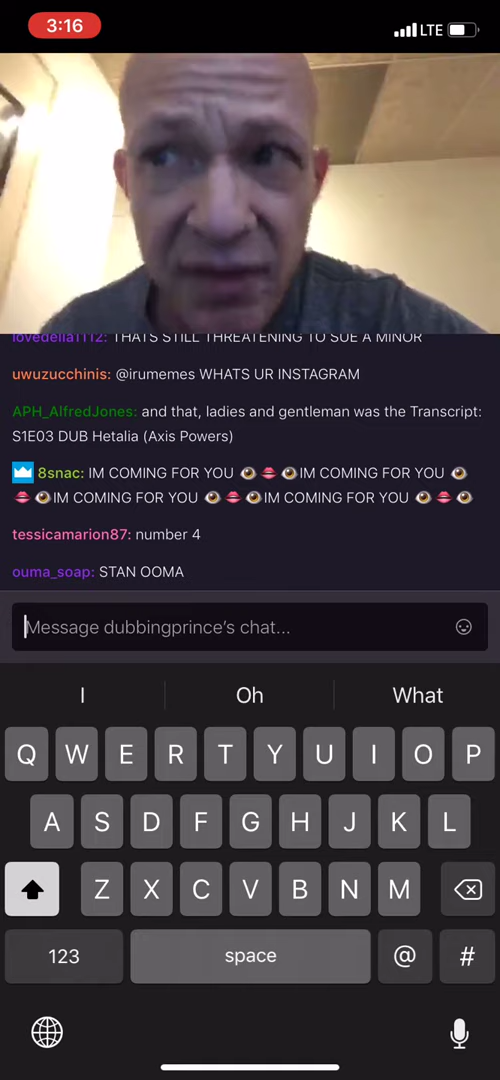 3:16
LTE
lovedelia1112: THATS STILL THREATENING TO SUE A MINOR
uwuzucchinis: @irumemes WHATS UR INSTAGRAM
APH_AlfredJones: and that, ladies and gentleman was the Transcript:
S1E03 DUB Hetalia (Axis Powers)
8snac: IM COMING FOR YOU 👁️👄👁️IM COMING FOR YOU 👁️
👄👁️IM COMING FOR YOU 👁️👄👁️IM COMING FOR YOU 👁️👄👁️
tessicamarion87: number 4
ouma_soap: STAN OOMA
Message dubbingprince's chat...
I Oh What
Q W E R T Y U I O P
A S D F G H J K L
Z X C V B N M
123 space @ #